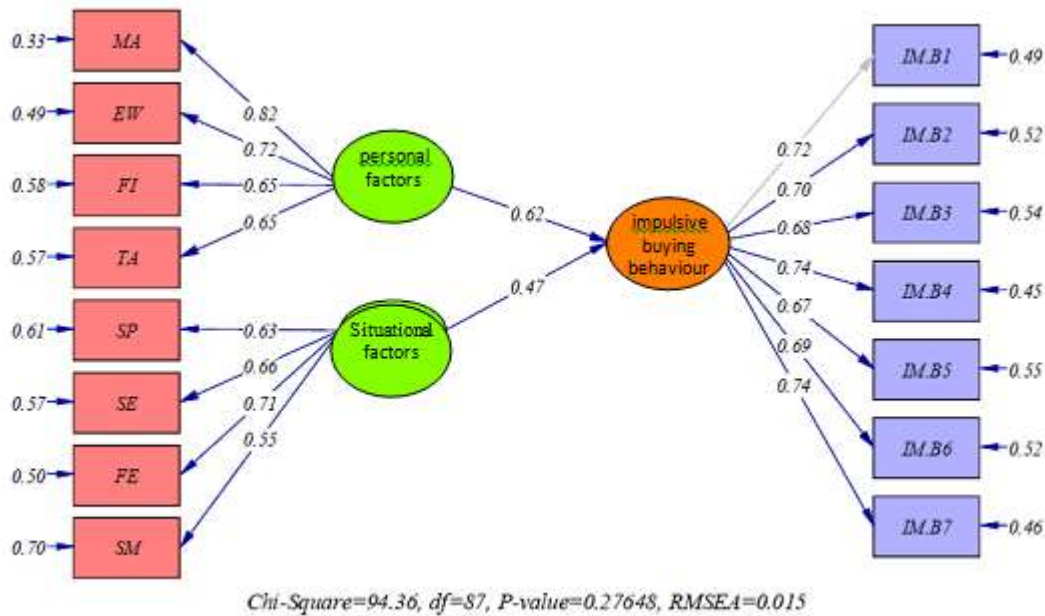 0.33
MA
0.49
EW
0.58
FI
0.57
TA
0.61
SP
0.57
SE
0.50
FE
0.70
SM
0.82
0.72
0.65
0.65
0.63
0.66
0.71
0.55
personal
factors
Situational
factors
0.62
0.47
impulsive
buying
behaviour
0.72
0.70
0.68
0.74
0.67
0.69
0.74
IM.B1
0.49
IM.B2
0.52
IM.B3
0.54
IM.B4
0.45
IM.B5
0.55
IM.B6
0.52
IM.B7
0.46
Chi-Square=94.36, df=87, P-value=0.27648, RMSEA=0.015